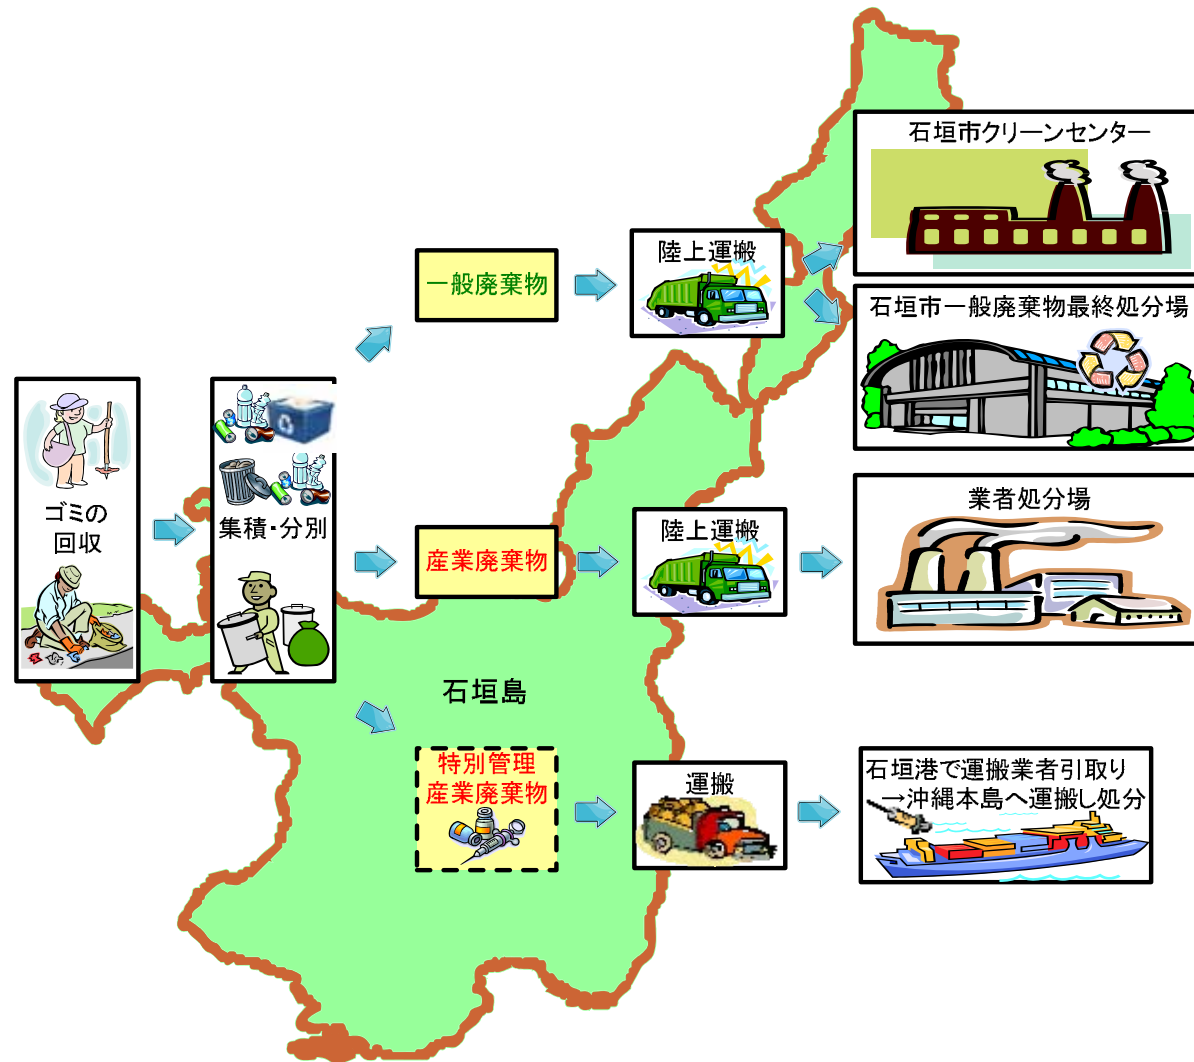 石垣市クリーンセンター
一般廃棄物
陸上運搬
石垣市一般廃棄物最終処分場
ゴミの
回収
集積・分別
産業廃棄物
陸上運搬
業者処分場
石垣島
特別管理
産業廃棄物
運搬
石垣港で運搬業者引取り
→沖縄本島へ運搬し処分